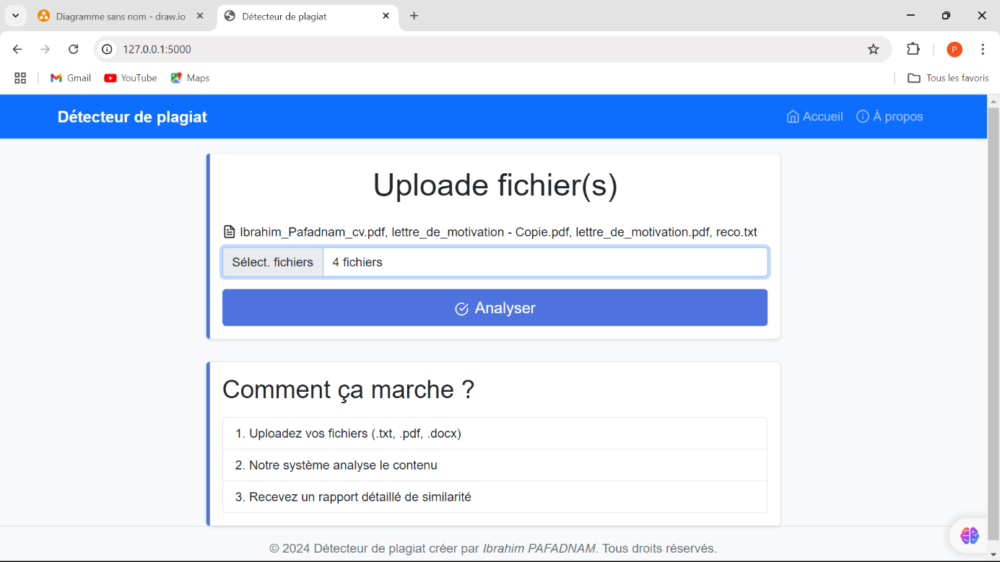 Diagramme sans nom - draw.io
Détecteur de plagiat
127.0.0.1:5000
P
Gmail
YouTube
Maps
Tous les favoris
Détecteur de plagiat
Accueil
À propos
Uploade fichier(s)
Ibrahim_Pafadnam_cv.pdf, lettre_de_motivation - Copie.pdf, lettre_de_motivation.pdf, reco.txt
Sélect. fichiers
4 fichiers
Analyser
Comment ça marche ?
1. Uploadez vos fichiers (.txt, .pdf, .docx)
2. Notre système analyse le contenu
3. Recevez un rapport détaillé de similarité
© 2024 Détecteur de plagiat créer par Ibrahim PAFADNAM. Tous droits réservés.